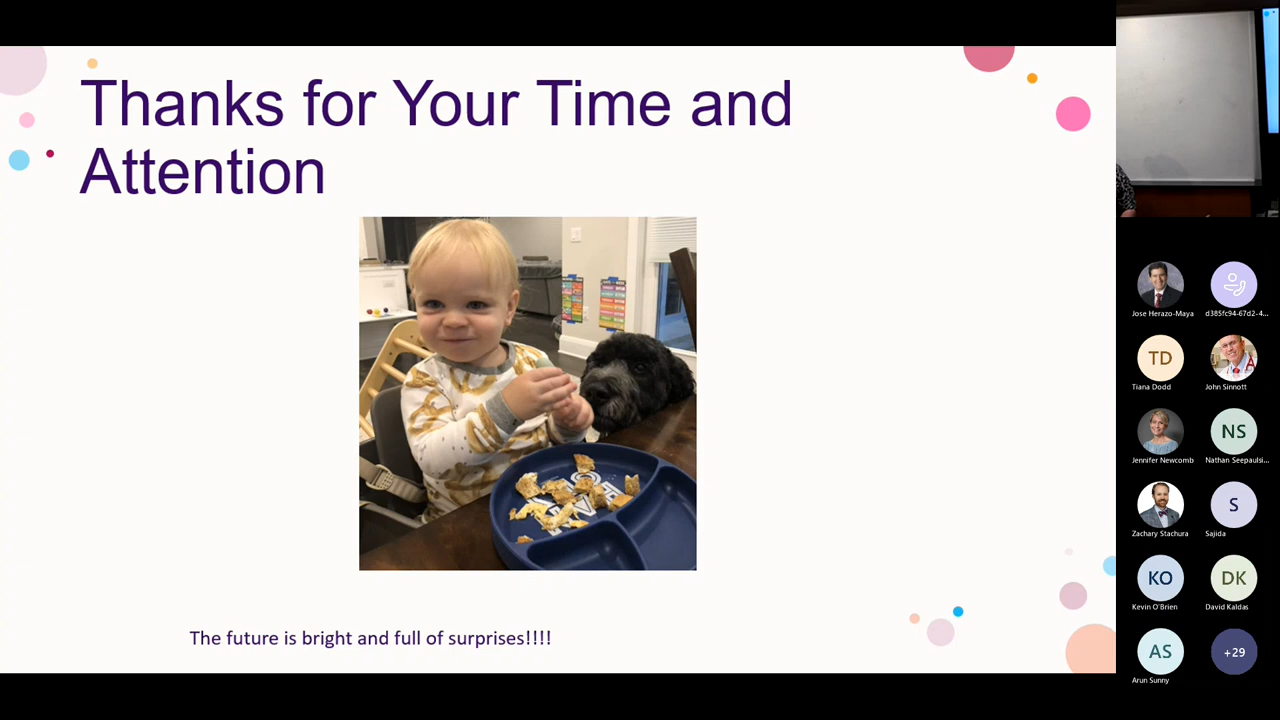 Thanks for Your Time and
Attention
The future is bright and full of surprises!!!!
Jose Herazo-Maya
d385fc94-67d2-4...
TD
Tiana Dodd
John Sinnott
Jennifer Newcomb
NS
Nathan Seepaulsi...
Zachary Stachura
S
Sajida
KO
Kevin O'Brien
DK
David Kaldas
AS
Arun Sunny
+29